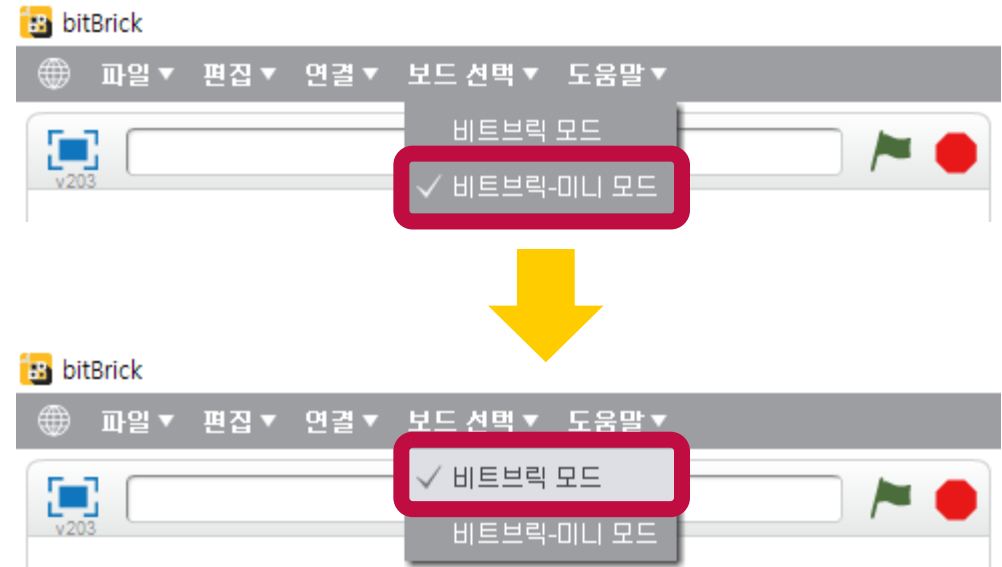 bitBrick
파일 ▼ 편집 ▼ 연결 ▼ 보드 선택 ▼ 도움말 ▼
비트브릭 모드
v203
✓ 비트브릭-미니 모드
bitBrick
파일 ▼ 편집 ▼ 연결 ▼ 보드 선택 ▼ 도움말 ▼
✓ 비트브릭 모드
v203
비트브릭-미니 모드